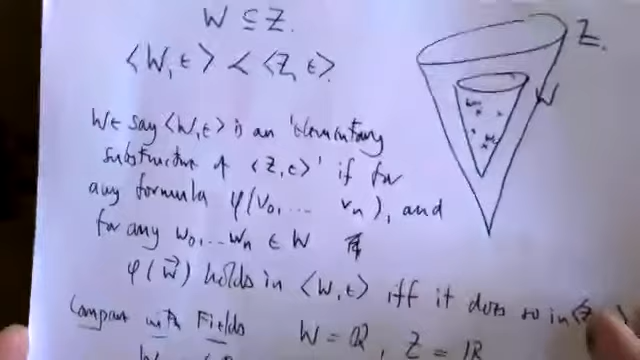 W ⊆ Z.
⟨W, ε⟩ < ⟨Z, ε⟩.
Z.
W
We say ⟨W, ε⟩ is an 'elementary
substructure of ⟨Z, ε⟩' if for
any formula φ(v₀, ... vₙ), and
for any w₀, ... wₙ ∈ W
φ(w⃗) holds in ⟨W, ε⟩ iff it does so in ⟨Z
Compare with Fields
W = ℚ, Z = ℝ